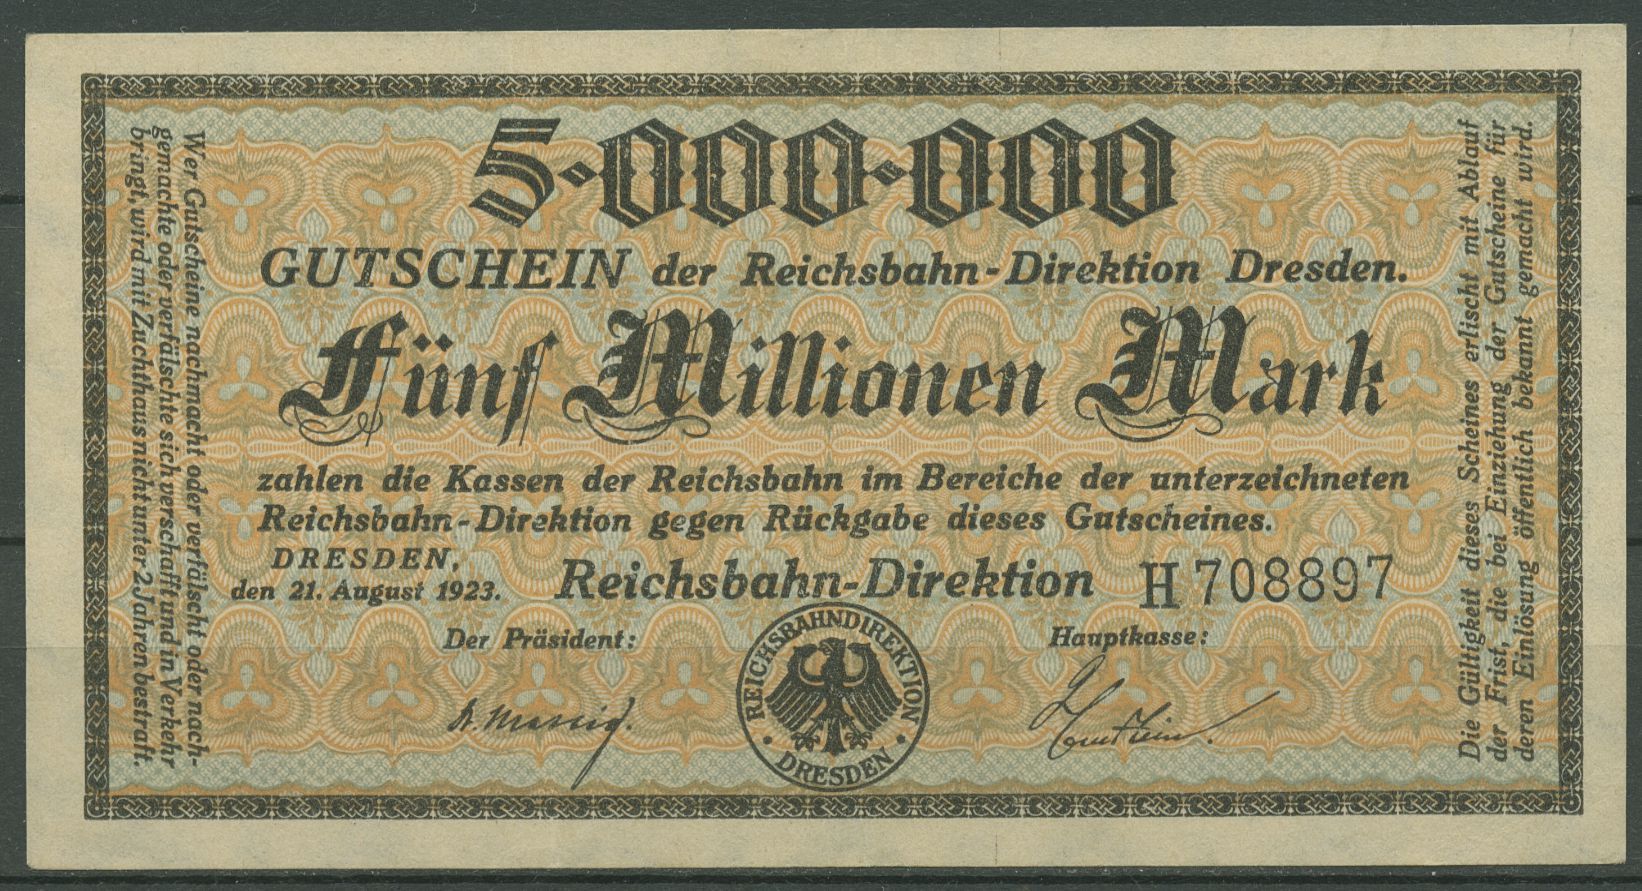 5·000·000
GUTSCHEIN der Reichsbahn-Direktion Dresden.
Fünf Millionen Mark
zahlen die Kassen der Reichsbahn im Bereiche der unterzeichneten
Reichsbahn-Direktion gegen Rückgabe dieses Gutscheines.
DRESDEN,
den 21. August 1923.
Reichsbahn-Direktion
H 708897
Der Präsident:
Hauptkasse:
REICHSBAHNDIREKTION
• DRESDEN •
Wer Gutscheine nachmacht oder verfälscht oder nach-
gemachte oder verfälschte sich verschafft und in Verkehr
bringt, wird mit Zuchthaus nicht unter 2 Jahren bestraft.
Die Gültigkeit dieses Scheines erlischt mit Ablauf
der Frist, die bei Einziehung der Gutscheine für
deren Einlösung öffentlich bekannt gemacht wird.